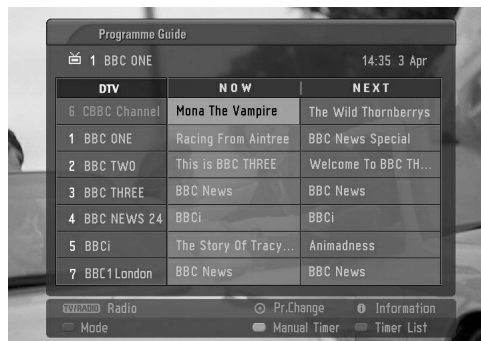 Programme Guide
1 BBC ONE 14:35 3 Apr
DTV NOW NEXT
6 CBBC Channel Mona The Vampire The Wild Thornberrys
1 BBC ONE Racing From Aintree BBC News Special
2 BBC TWO This is BBC THREE Welcome To BBC TH...
3 BBC THREE BBC News BBC News
4 BBC NEWS 24 BBCi BBCi
5 BBCi The Story Of Tracy... Animadness
7 BBC1 London BBC News BBC News
TV/RADIO Radio Pr.Change i Information
Mode Manual Timer Timer List